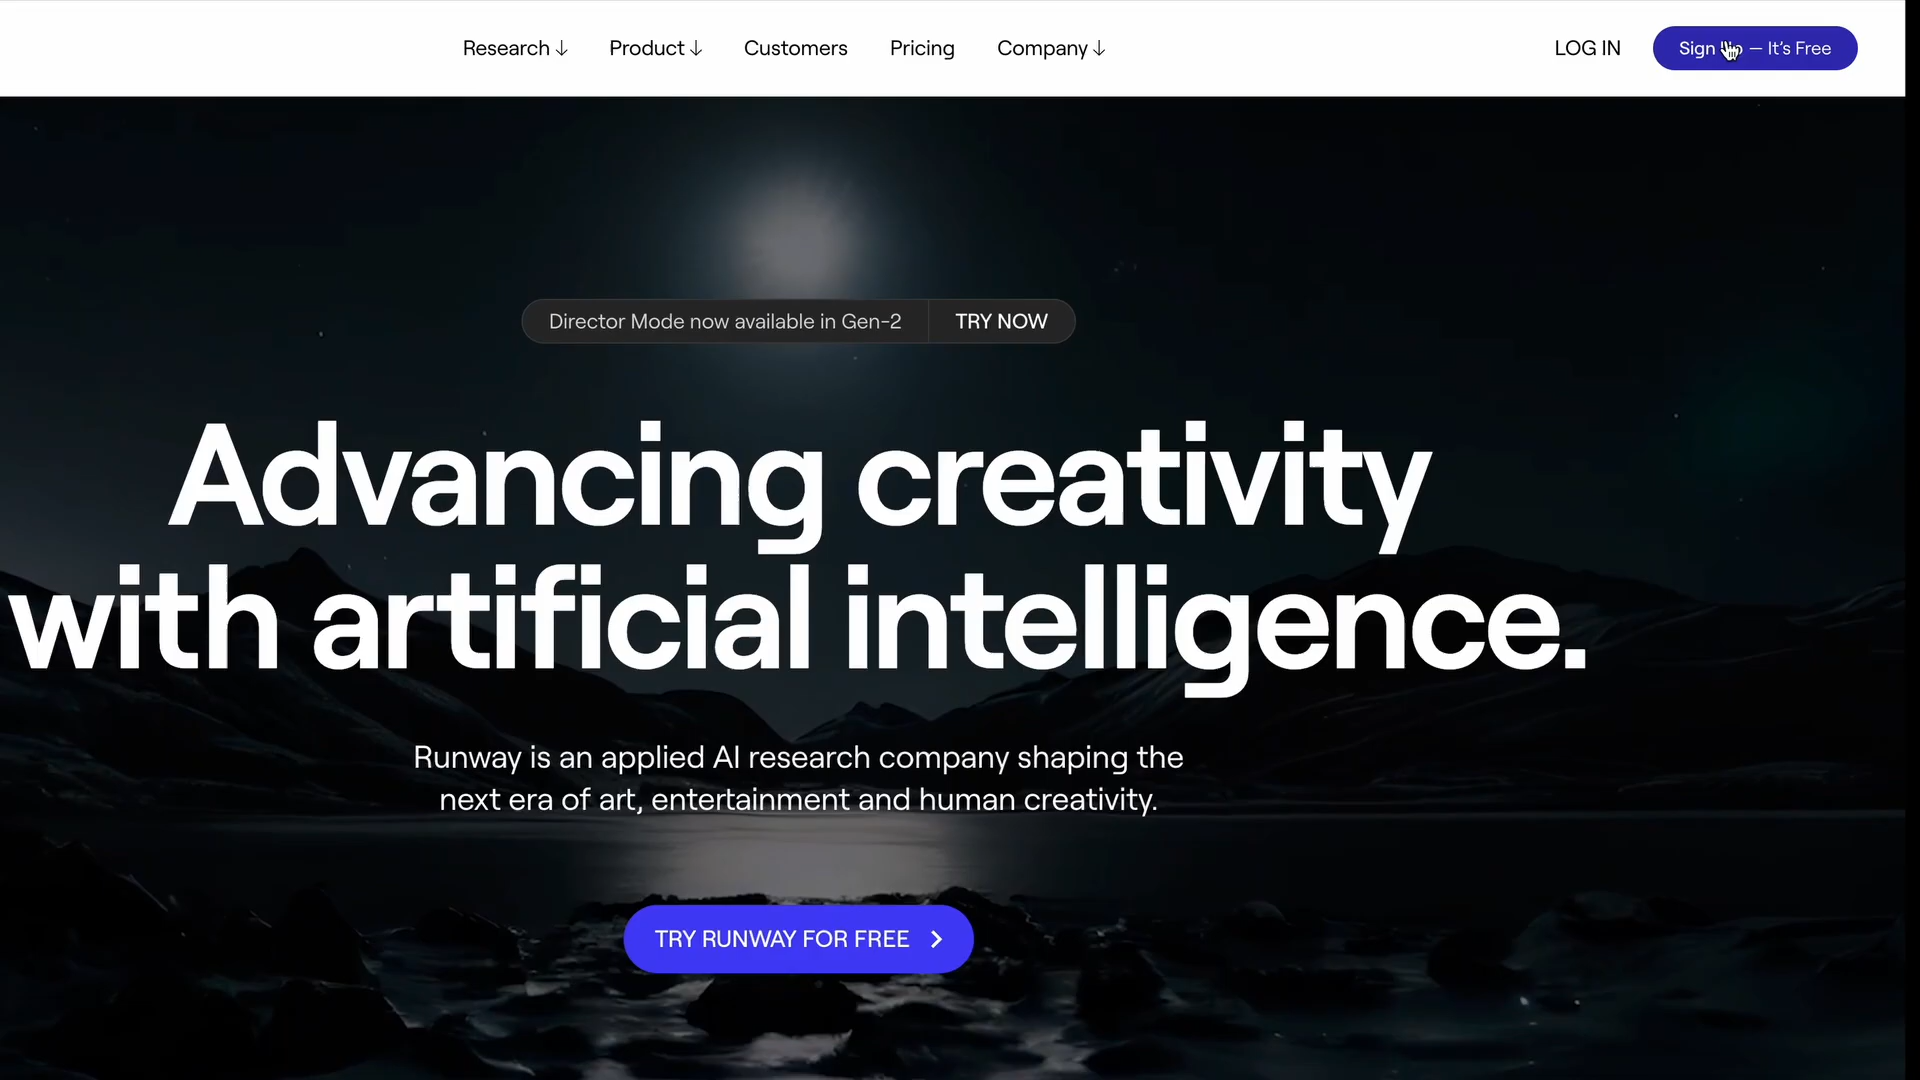 Research ↓ Product ↓ Customers Pricing Company ↓ LOG IN Sign Up – It's Free
Director Mode now available in Gen-2 TRY NOW
Advancing creativity
with artificial intelligence.
Runway is an applied AI research company shaping the
next era of art, entertainment and human creativity.
TRY RUNWAY FOR FREE >